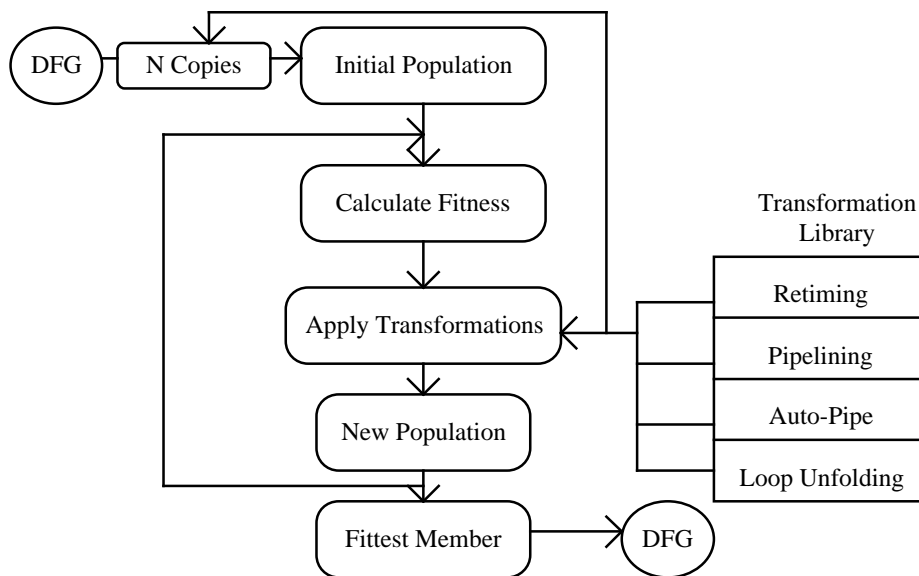 DFG
N Copies
Initial Population
Calculate Fitness
Transformation
Library
Retiming
Apply Transformations
Pipelining
Auto-Pipe
New Population
Loop Unfolding
Fittest Member
DFG